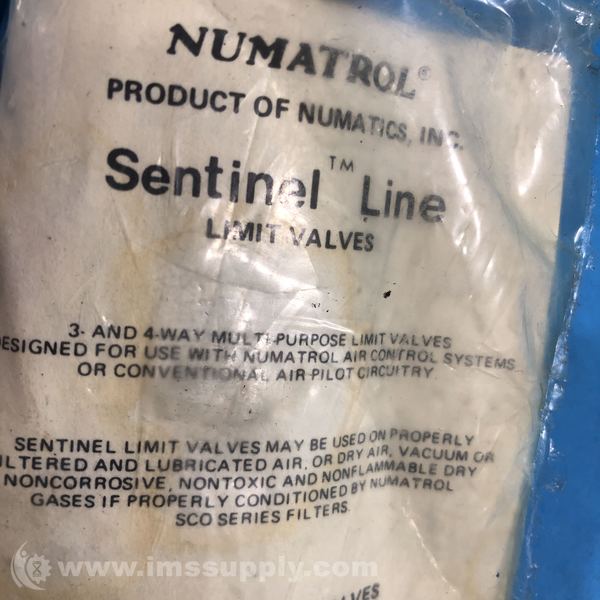 NUMATROL®
PRODUCT OF NUMATICS, INC.
Sentinel™ Line
LIMIT VALVES
3- AND 4-WAY MULTI-PURPOSE LIMIT VALVES
DESIGNED FOR USE WITH NUMATROL AIR CONTROL SYSTEMS
OR CONVENTIONAL AIR PILOT CIRCUITRY
SENTINEL LIMIT VALVES MAY BE USED ON PROPERLY
FILTERED AND LUBRICATED AIR, OR DRY AIR, VACUUM OR
NONCORROSIVE, NONTOXIC AND NONFLAMMABLE DRY
GASES IF PROPERLY CONDITIONED BY NUMATROL
SCO SERIES FILTERS.
www.imssupply.com